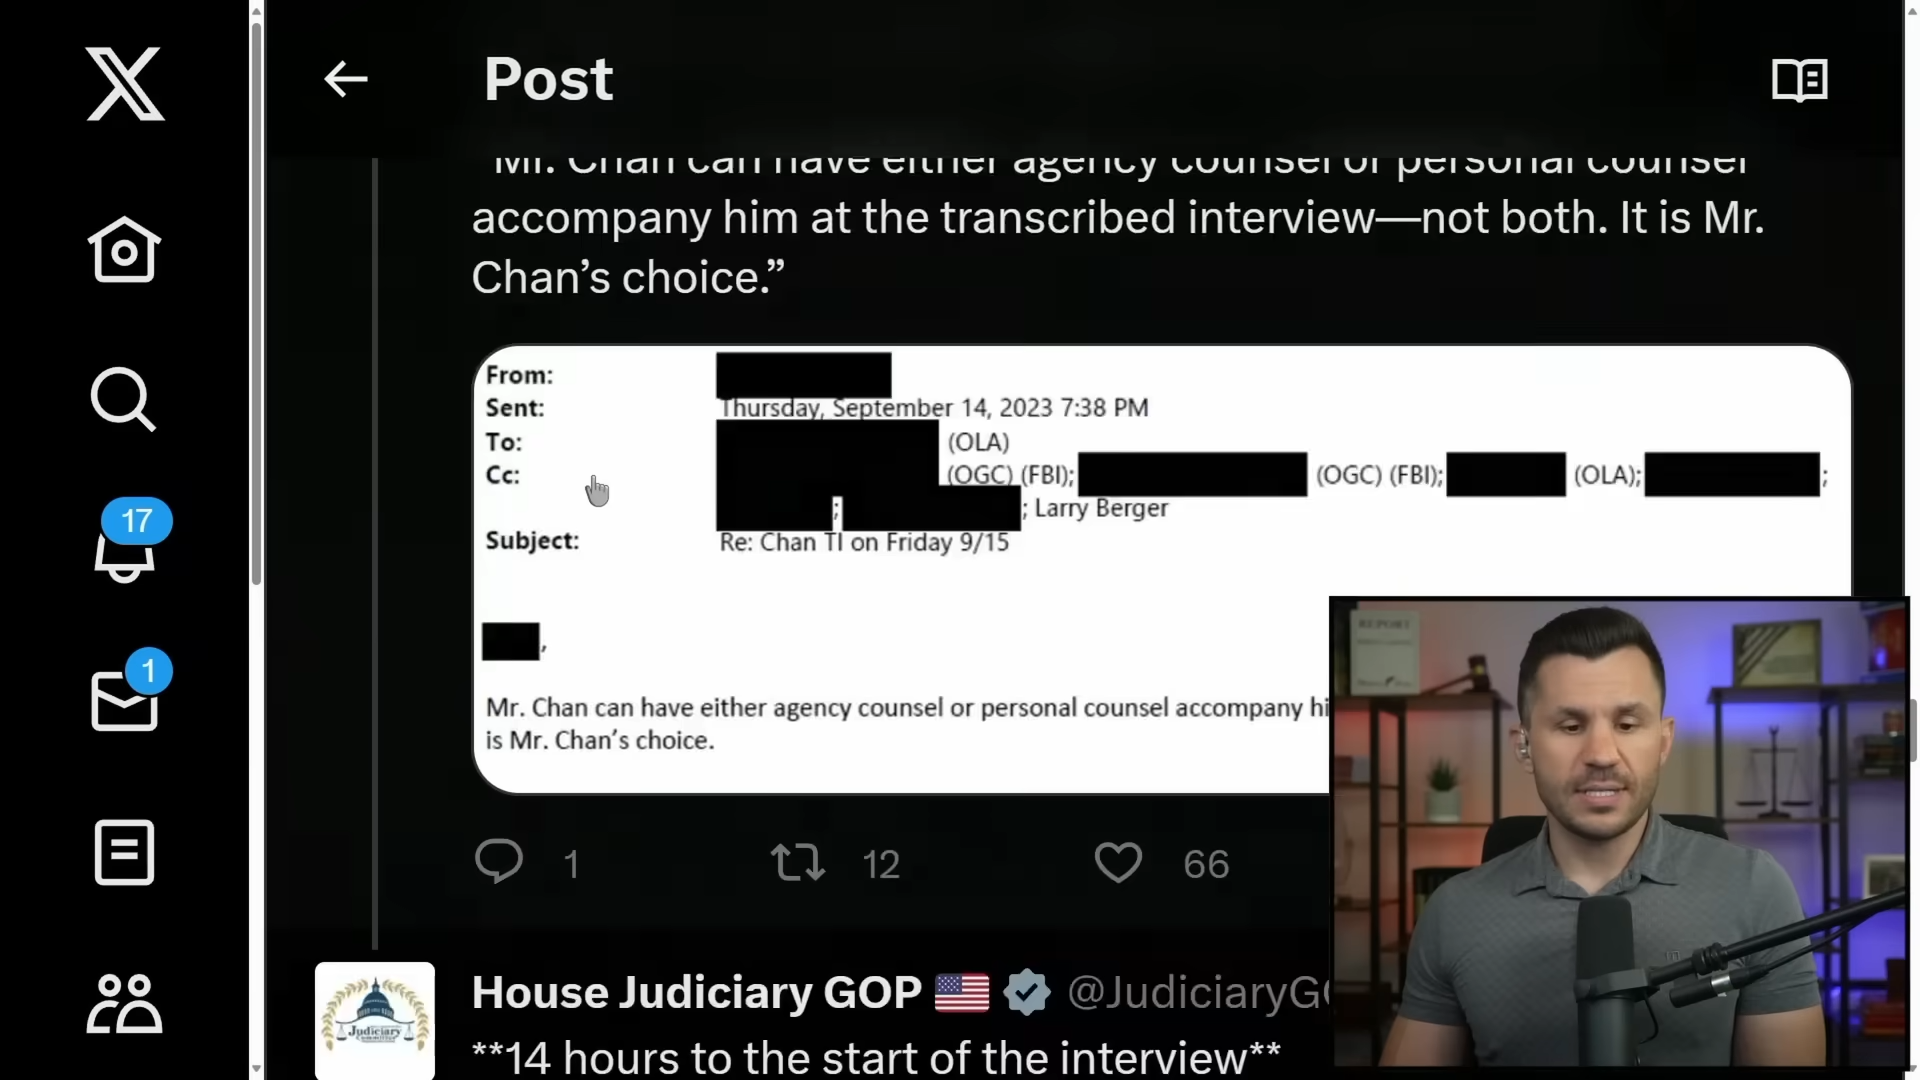 Post
"Mr. Chan can have either agency counsel or personal counsel
accompany him at the transcribed interview—not both. It is Mr.
Chan's choice.”
From:
Sent: Thursday, September 14, 2023 7:38 PM
To: (OLA)
Cc: (OGC) (FBI); (OGC) (FBI); (OLA); ;
; ; Larry Berger
Subject: Re: Chan TI on Friday 9/15
,
Mr. Chan can have either agency counsel or personal counsel accompany hi
is Mr. Chan's choice.
17
1
1 12 66
House Judiciary GOP @JudiciaryG
**14 hours to the start of the interview**
Judiciary
Committee
REPORT